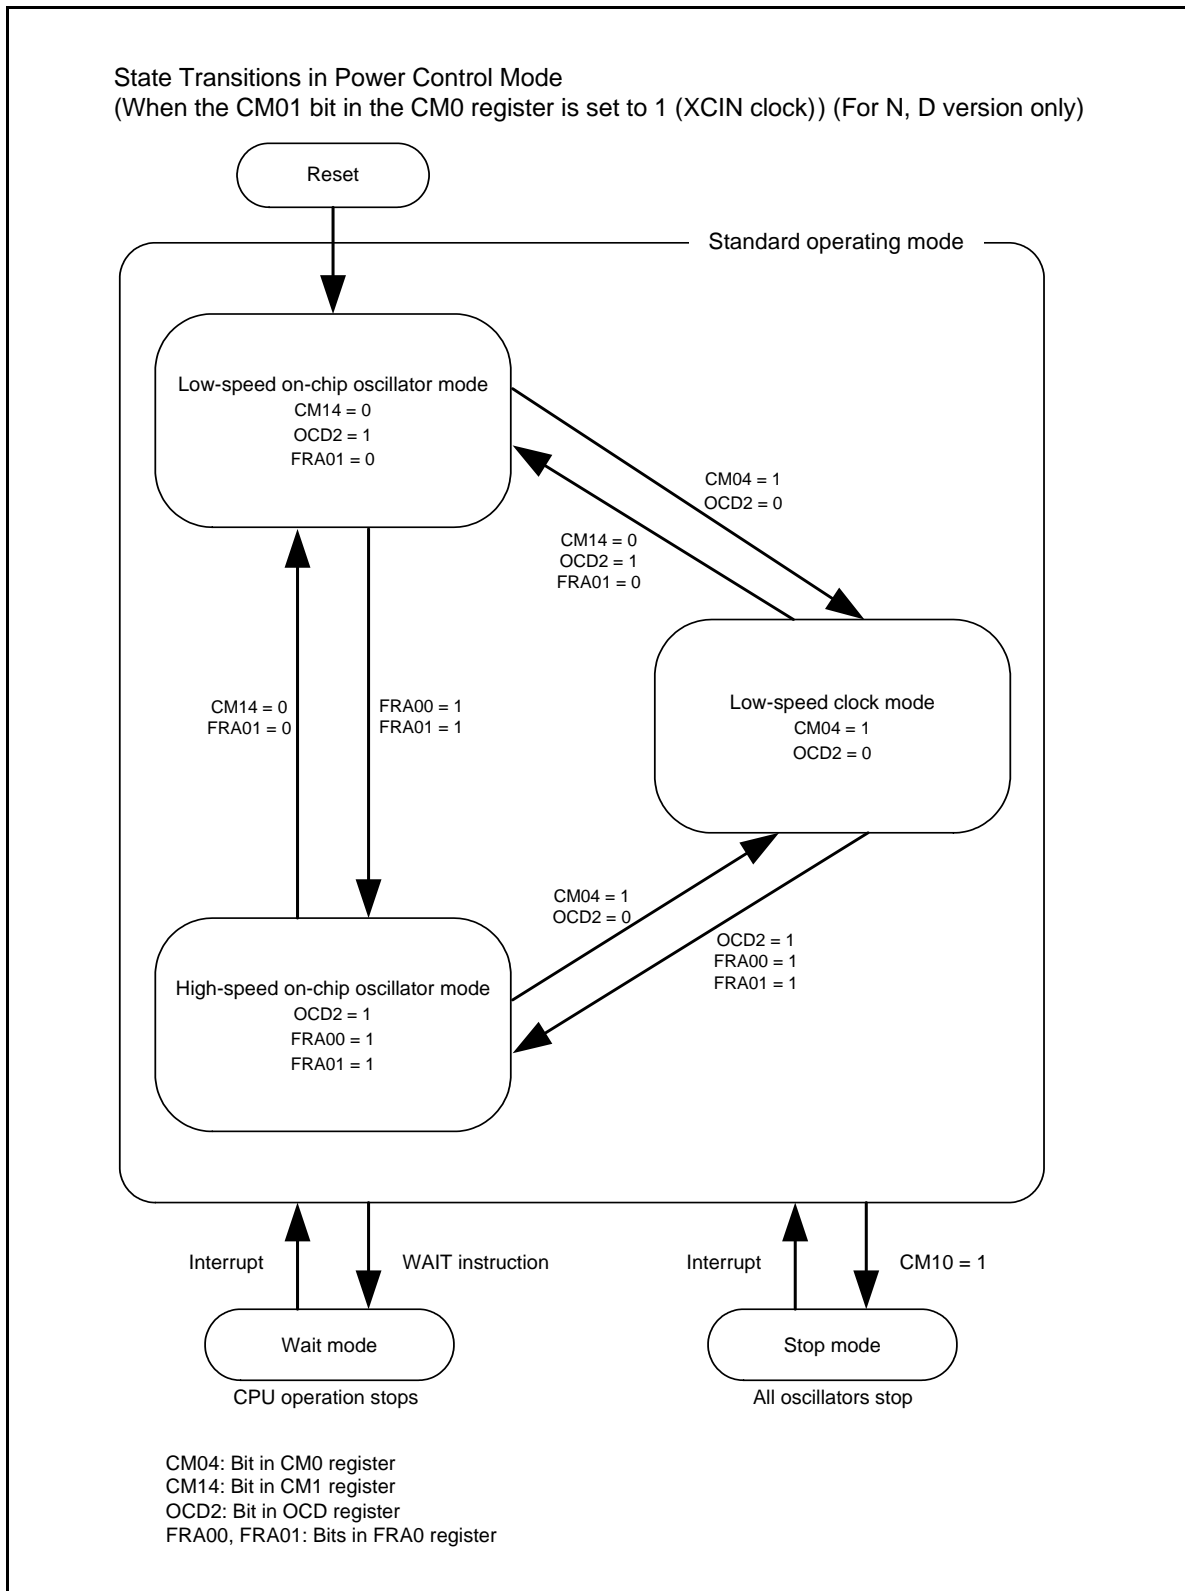 State Transitions in Power Control Mode
(When the CM01 bit in the CM0 register is set to 1 (XCIN clock)) (For N, D version only)
Reset
Standard operating mode
Low-speed on-chip oscillator mode
CM14 = 0
OCD2 = 1
FRA01 = 0
CM04 = 1
OCD2 = 0
CM14 = 0
OCD2 = 1
FRA01 = 0
CM14 = 0
FRA01 = 0
FRA00 = 1
FRA01 = 1
Low-speed clock mode
CM04 = 1
OCD2 = 0
CM04 = 1
OCD2 = 0
OCD2 = 1
FRA00 = 1
FRA01 = 1
High-speed on-chip oscillator mode
OCD2 = 1
FRA00 = 1
FRA01 = 1
Interrupt
WAIT instruction
Interrupt
CM10 = 1
Wait mode
Stop mode
CPU operation stops
All oscillators stop
CM04: Bit in CM0 register
CM14: Bit in CM1 register
OCD2: Bit in OCD register
FRA00, FRA01: Bits in FRA0 register